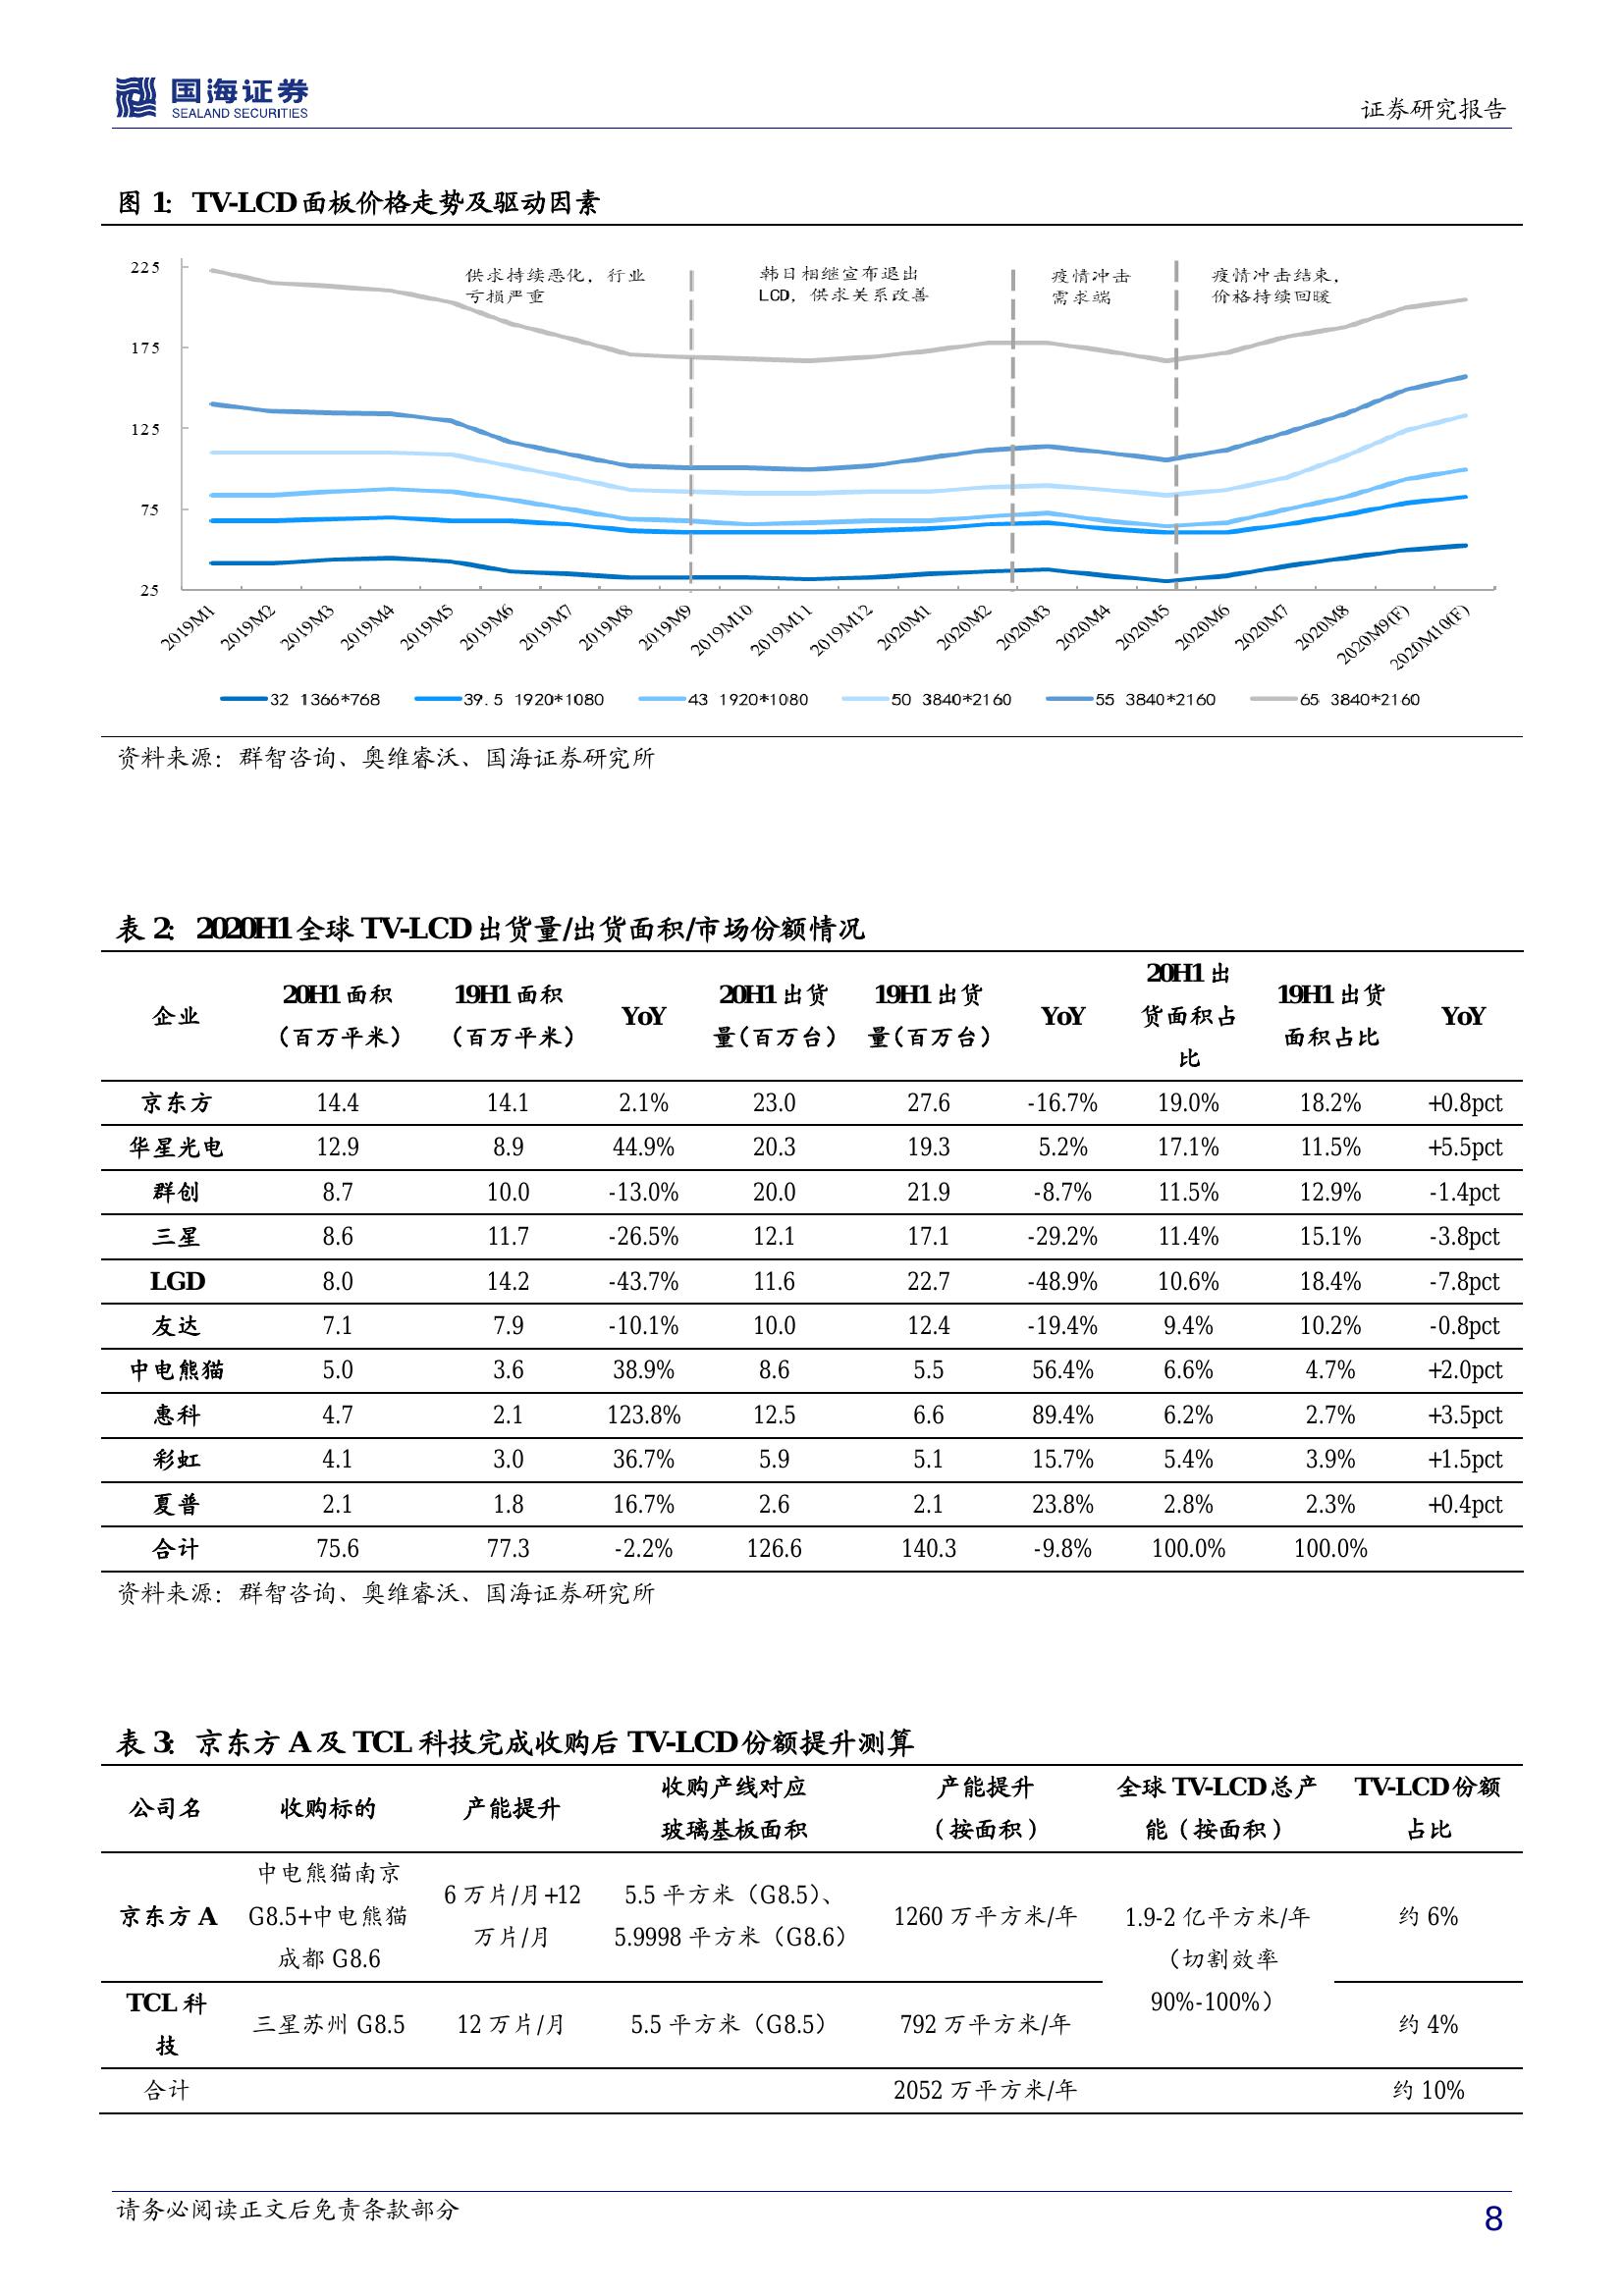 国海证券
SEALAND SECURITIES
证券研究报告
图 1：TV-LCD 面板价格走势及驱动因素
供求持续恶化，行业
亏损严重
韩日相继宣布退出
LCD，供求关系改善
疫情冲击
需求端
疫情冲击结束，
价格持续回暖
225
175
125
75
25
2019M1 2019M2 2019M3 2019M4 2019M5 2019M6 2019M7 2019M8 2019M9 2019M10 2019M11 2019M12 2020M1 2020M2 2020M3 2020M4 2020M5 2020M6 2020M7 2020M8 2020M9(F) 2020M10(F)
32 1366*768 39.5 1920*1080 43 1920*1080 50 3840*2160 55 3840*2160 65 3840*2160
资料来源：群智咨询、奥维睿沃、国海证券研究所
表 2：2020H1 全球 TV-LCD 出货量/出货面积/市场份额情况
企业 20H1 面积（百万平米） 19H1 面积（百万平米） YoY 20H1 出货量（百万台） 19H1 出货量（百万台） YoY 20H1 出货面积占比 19H1 出货面积占比 YoY
京东方 14.4 14.1 2.1% 23.0 27.6 -16.7% 19.0% 18.2% +0.8pct
华星光电 12.9 8.9 44.9% 20.3 19.3 5.2% 17.1% 11.5% +5.5pct
群创 8.7 10.0 -13.0% 20.0 21.9 -8.7% 11.5% 12.9% -1.4pct
三星 8.6 11.7 -26.5% 12.1 17.1 -29.2% 11.4% 15.1% -3.8pct
LGD 8.0 14.2 -43.7% 11.6 22.7 -48.9% 10.6% 18.4% -7.8pct
友达 7.1 7.9 -10.1% 10.0 12.4 -19.4% 9.4% 10.2% -0.8pct
中电熊猫 5.0 3.6 38.9% 8.6 5.5 56.4% 6.6% 4.7% +2.0pct
惠科 4.7 2.1 123.8% 12.5 6.6 89.4% 6.2% 2.7% +3.5pct
彩虹 4.1 3.0 36.7% 5.9 5.1 15.7% 5.4% 3.9% +1.5pct
夏普 2.1 1.8 16.7% 2.6 2.1 23.8% 2.8% 2.3% +0.4pct
合计 75.6 77.3 -2.2% 126.6 140.3 -9.8% 100.0% 100.0%
资料来源：群智咨询、奥维睿沃、国海证券研究所
表 3：京东方 A 及 TCL 科技完成收购后 TV-LCD 份额提升测算
公司名 收购标的 产能提升 收购产线对应玻璃基板面积 产能提升（按面积） 全球 TV-LCD 总产能（按面积） TV-LCD 份额占比
京东方 A 中电熊猫南京 G8.5+中电熊猫成都 G8.6 6 万片/月+12 万片/月 5.5 平方米（G8.5）、5.9998 平方米（G8.6） 1260 万平方米/年 1.9-2 亿平方米/年（切割效率 90%-100%） 约 6%
TCL 科技 三星苏州 G8.5 12 万片/月 5.5 平方米（G8.5） 792 万平方米/年 约 4%
合计 2052 万平方米/年 约 10%
请务必阅读正文后免责条款部分
8